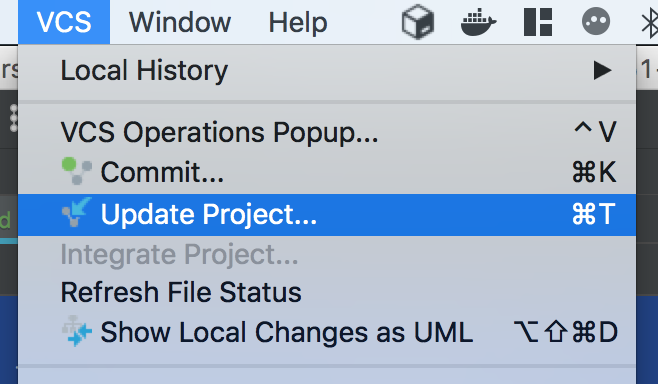 VCS Window Help
Local History ▶
VCS Operations Popup... ⌃V
Commit... ⌘K
Update Project... ⌘T
Integrate Project...
Refresh File Status
Show Local Changes as UML ⌥⇧⌘D